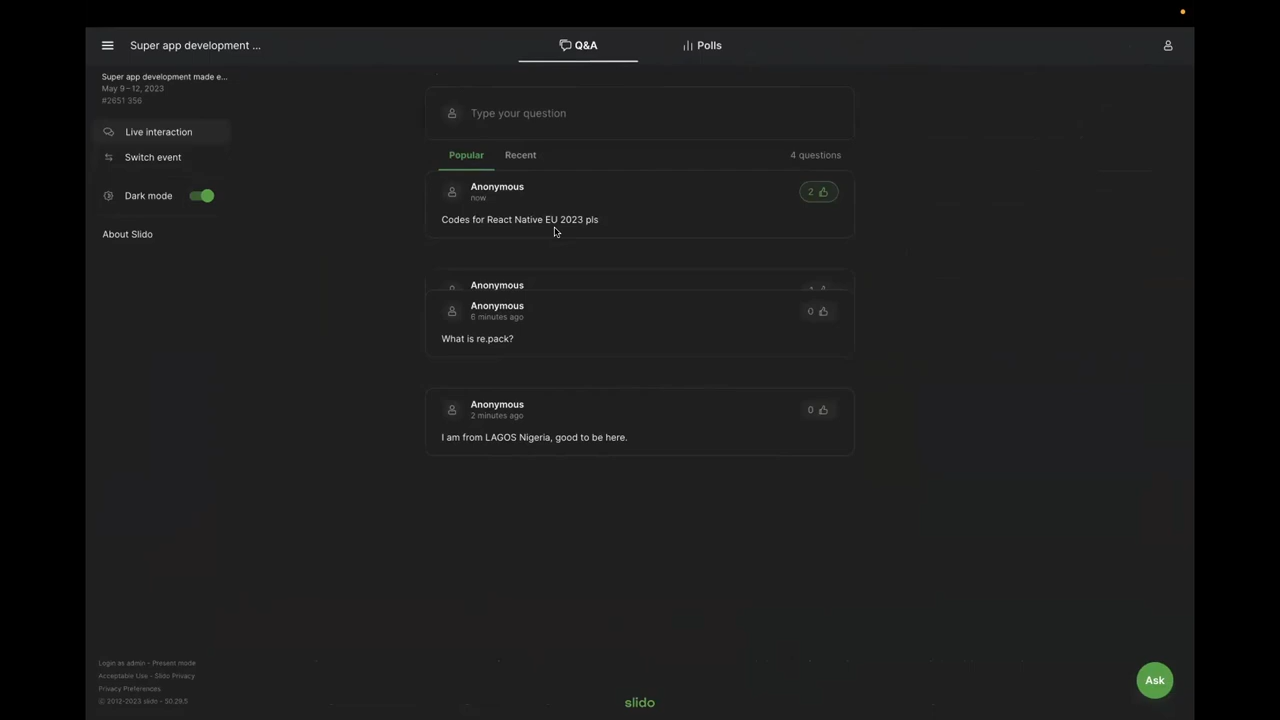 Super app development ...
Q&A
Polls
Super app development made e...
May 9–12, 2023
#2651 356
Live interaction
Switch event
Dark mode
About Slido
Type your question
Popular
Recent
4 questions
Anonymous
now
2
Codes for React Native EU 2023 pls
Anonymous
Anonymous
6 minutes ago
0
What is re.pack?
Anonymous
2 minutes ago
0
I am from LAGOS Nigeria, good to be here.
Login as admin - Present mode
Acceptable Use - Slido Privacy
Privacy Preferences
© 2012-2023 slido - 50.29.5
slido
Ask